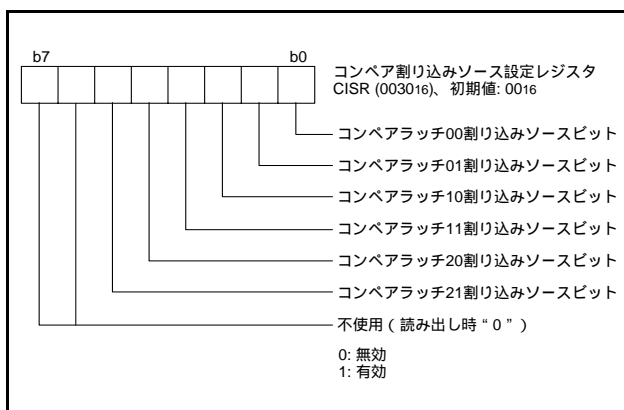 b7 b0
コンペア割り込みソース設定レジスタ
CISR (003016)、初期値: 0016
コンペアラッチ00割り込みソースビット
コンペアラッチ01割り込みソースビット
コンペアラッチ10割り込みソースビット
コンペアラッチ11割り込みソースビット
コンペアラッチ20割り込みソースビット
コンペアラッチ21割り込みソースビット
不使用 ( 読み出し時 “ 0 ” )
0: 無効
1: 有効